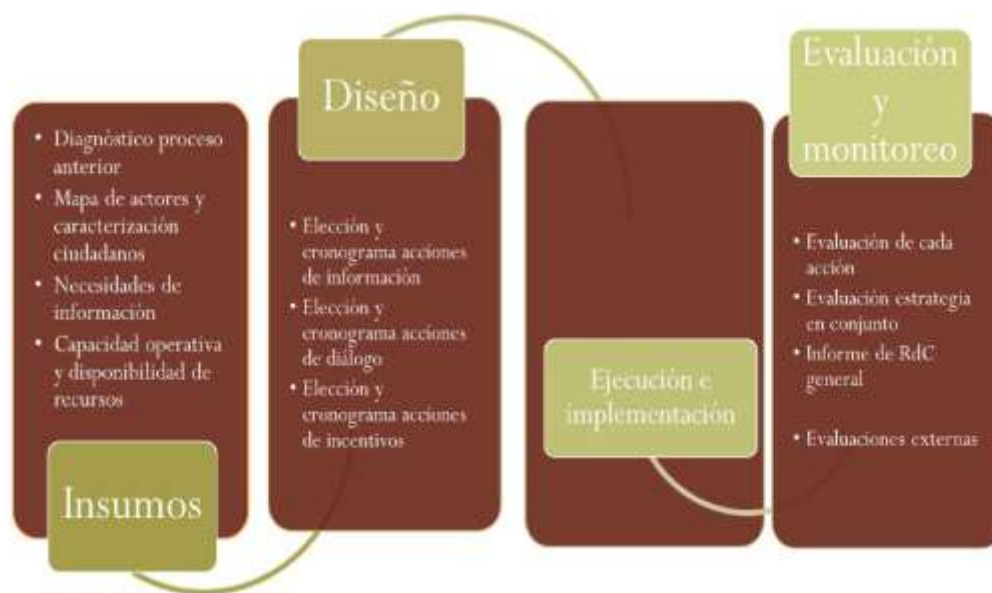 • Diagnóstico proceso
anterior
• Mapa de actores y
caracterización
ciudadanos
• Necesidades de
información
• Capacidad operativa
y disponibilidad de
recursos
Insumos
Diseño
• Elección y
cronograma acciones
de información
• Elección y
cronograma acciones
de diálogo
• Elección y
cronograma acciones
de incentivos
Ejecución e
implementación
Evaluación
y
monitoreo
• Evaluación de cada
acción
• Evaluación estrategia
en conjunto
• Informe de RdC
general
• Evaluaciones externas